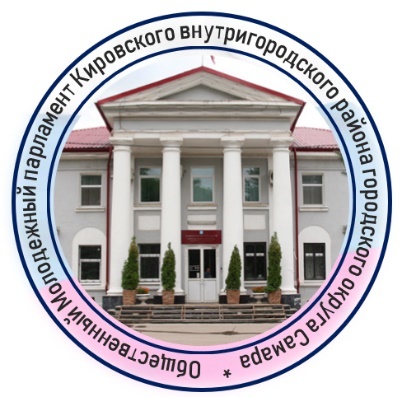 Общественный Молодежный парламент Кировского внутригородского района городского округа Самара *